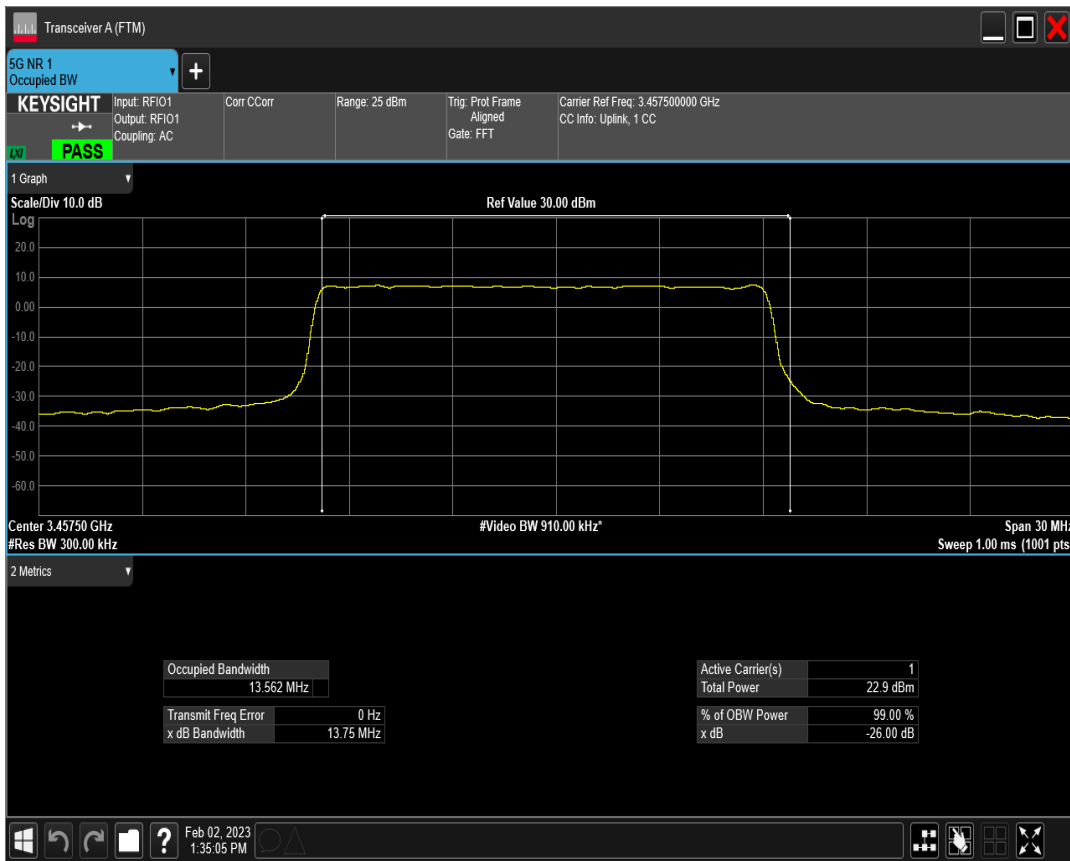 Transceiver A (FTM)
5G NR 1
Occupied BW
+
KEYSIGHT
LXI
PASS
Input: RFIO1
Output: RFIO1
Coupling: AC
Corr CCorr
Range: 25 dBm
Trig: Prot Frame
Aligned
Gate: FFT
Carrier Ref Freq: 3.457500000 GHz
CC Info: Uplink, 1 CC
1 Graph
Scale/Div 10.0 dB
Ref Value 30.00 dBm
Log
20.0
10.0
0.00
-10.0
-20.0
-30.0
-40.0
-50.0
-60.0
Center 3.45750 GHz
#Video BW 910.00 kHz*
Span 30 MHz
#Res BW 300.00 kHz
Sweep 1.00 ms (1001 pts
2 Metrics
Occupied Bandwidth
13.562 MHz
Transmit Freq Error 0 Hz
x dB Bandwidth 13.75 MHz
Active Carrier(s) 1
Total Power 22.9 dBm
% of OBW Power 99.00 %
x dB -26.00 dB
?
Feb 02, 2023
1:35:05 PM